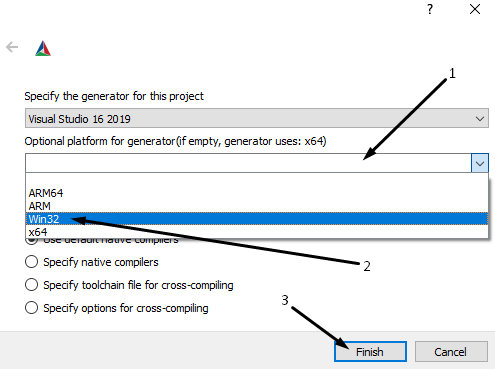 ?
1
Specify the generator for this project
Visual Studio 16 2019
Optional platform for generator(if empty, generator uses: x64)
ARM64
ARM
Win32
x64
Use default native compilers
2
Specify native compilers
Specify toolchain file for cross-compiling
3
Specify options for cross-compiling
Finish
Cancel